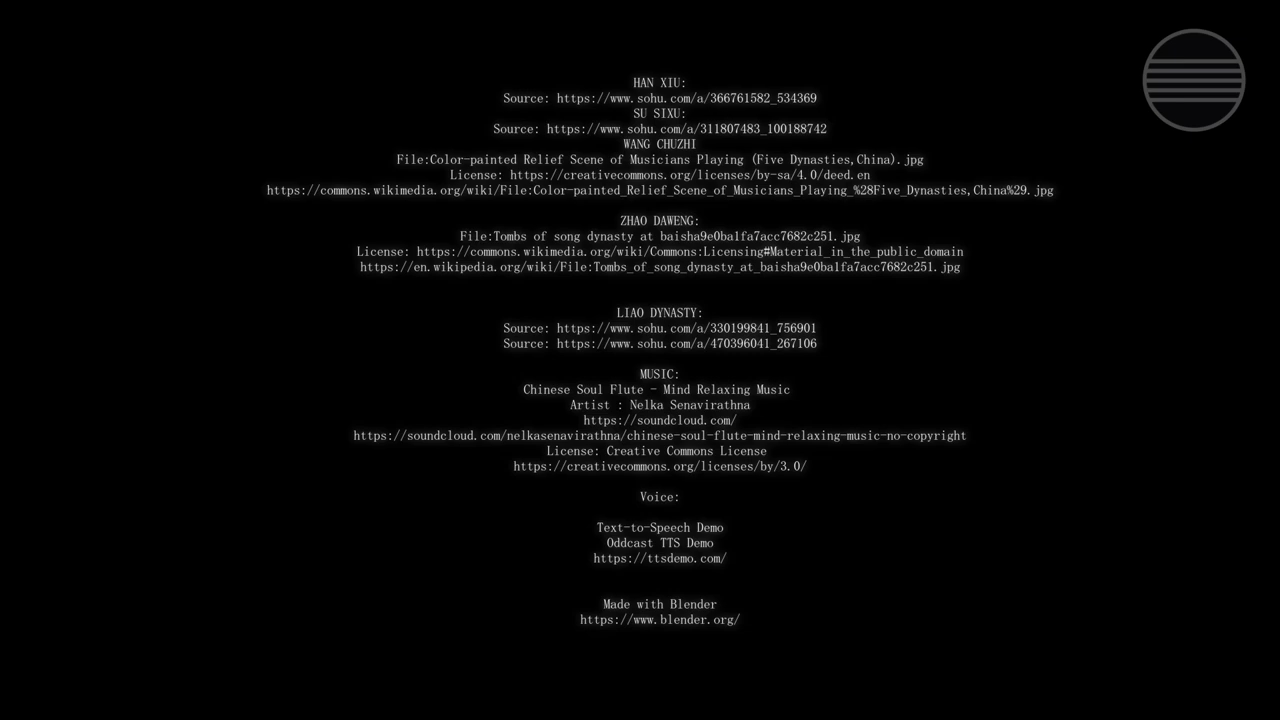 HAN XIU:
Source: https://www.sohu.com/a/366761582_534369
SU SIXU:
Source: https://www.sohu.com/a/311807483_100188742
WANG CHUZHI
File:Color-painted Relief Scene of Musicians Playing (Five Dynasties,China).jpg
License: https://creativecommons.org/licenses/by-sa/4.0/deed.en
https://commons.wikimedia.org/wiki/File:Color-painted_Relief_Scene_of_Musicians_Playing_%28Five_Dynasties,China%29.jpg
ZHAO DAWENG:
File:Tombs of song dynasty at baisha9e0ba1fa7acc7682c251.jpg
License: https://commons.wikimedia.org/wiki/Commons:Licensing#Material_in_the_public_domain
https://en.wikipedia.org/wiki/File:Tombs_of_song_dynasty_at_baisha9e0ba1fa7acc7682c251.jpg
LIAO DYNASTY:
Source: https://www.sohu.com/a/330199841_756901
Source: https://www.sohu.com/a/470396041_267106
MUSIC:
Chinese Soul Flute - Mind Relaxing Music
Artist : Nelka Senavirathna
https://soundcloud.com/
https://soundcloud.com/nelkasenavirathna/chinese-soul-flute-mind-relaxing-music-no-copyright
License: Creative Commons License
https://creativecommons.org/licenses/by/3.0/
Voice:
Text-to-Speech Demo
Oddcast TTS Demo
https://ttsdemo.com/
Made with Blender
https://www.blender.org/